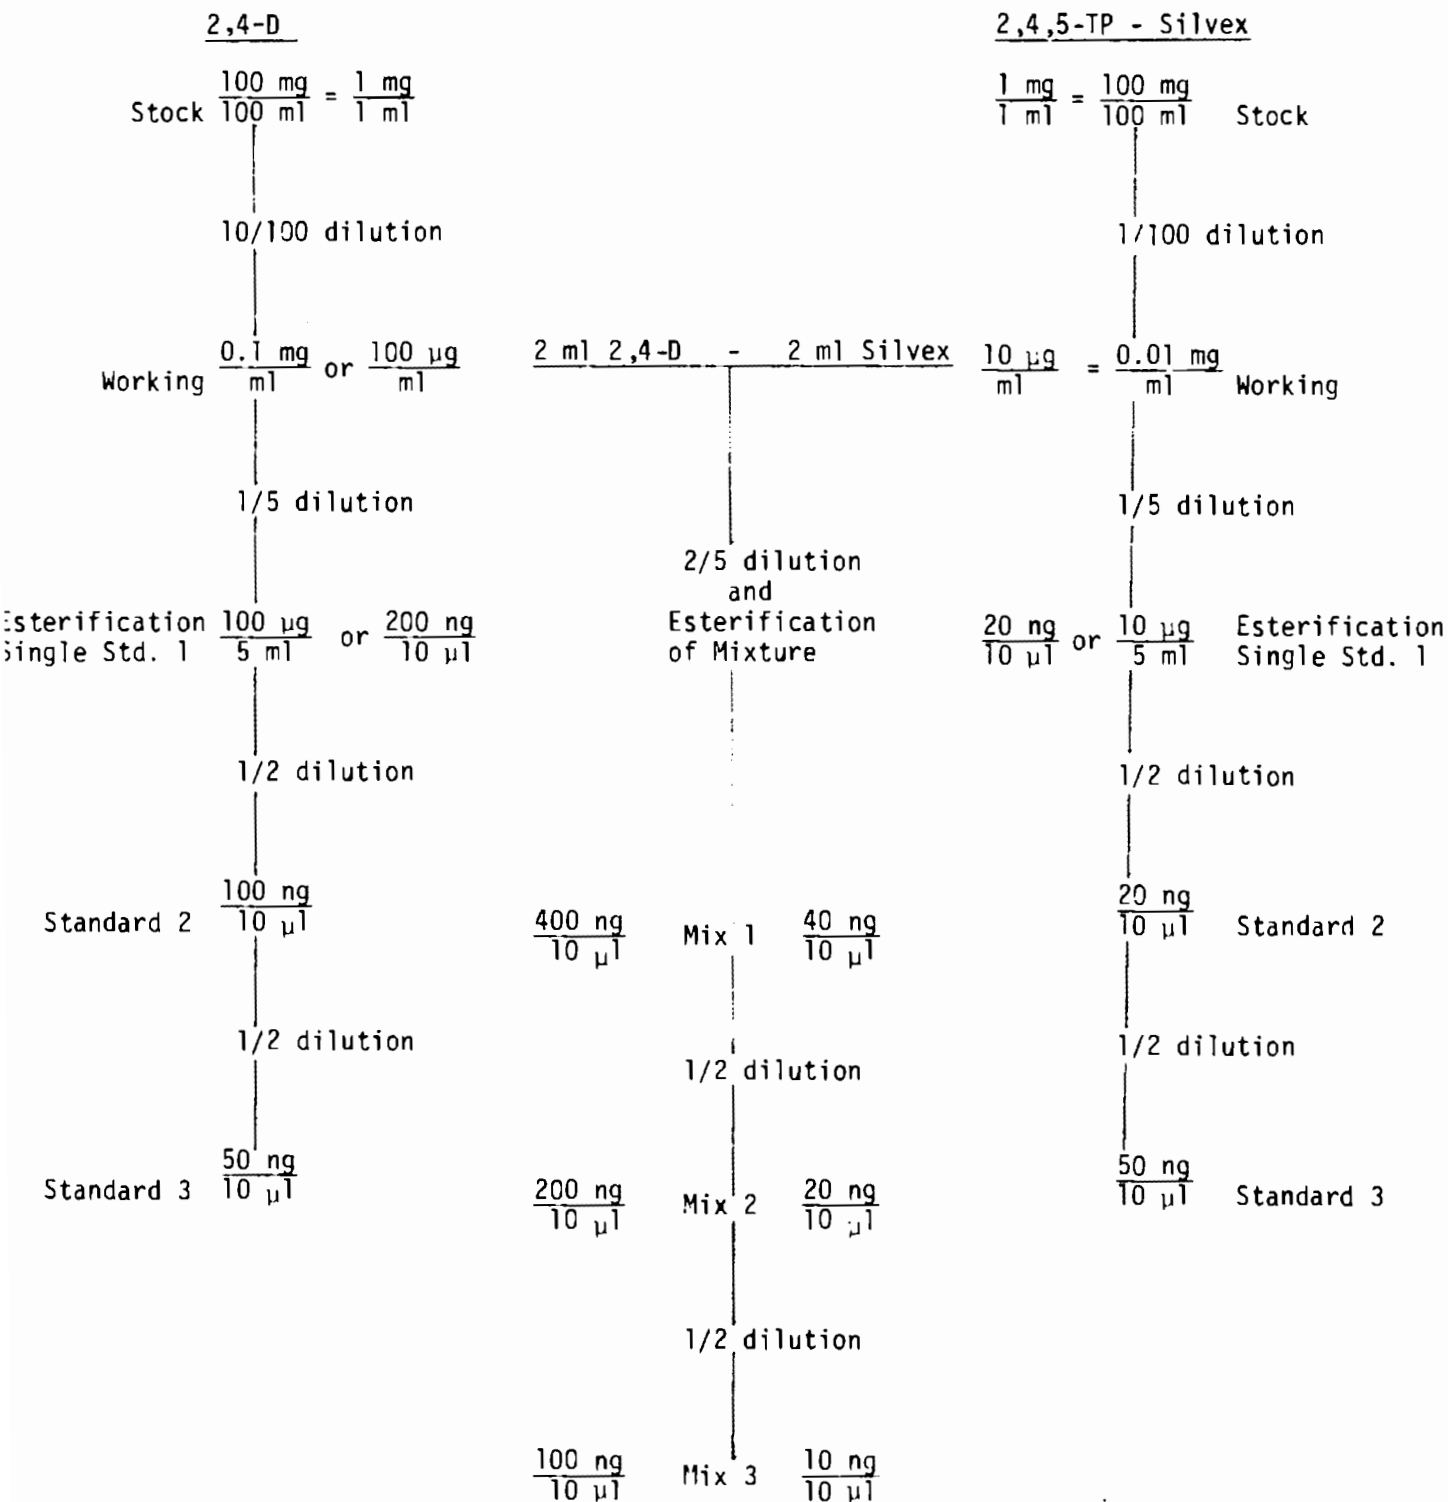 2,4-D
Stock 100 mg / 100 ml = 1 mg / 1 ml
10/100 dilution
Working 0.1 mg / ml or 100 µg / ml
1/5 dilution
Esterification Single Std. 1 100 µg / 5 ml or 200 ng / 10 µl
1/2 dilution
Standard 2 100 ng / 10 µl
1/2 dilution
Standard 3 50 ng / 10 µl
2 ml 2,4-D - 2 ml Silvex
2/5 dilution
and
Esterification
of Mixture
400 ng / 10 µl Mix 1 40 ng / 10 µl
1/2 dilution
200 ng / 10 µl Mix 2 20 ng / 10 µl
1/2 dilution
100 ng / 10 µl Mix 3 10 ng / 10 µl
2,4,5-TP - Silvex
1 mg / 1 ml = 100 mg / 100 ml Stock
1/100 dilution
10 µg / ml = 0.01 mg / ml Working
1/5 dilution
20 ng / 10 µl or 10 µg / 5 ml Esterification Single Std. 1
1/2 dilution
20 ng / 10 µl Standard 2
1/2 dilution
50 ng / 10 µl Standard 3